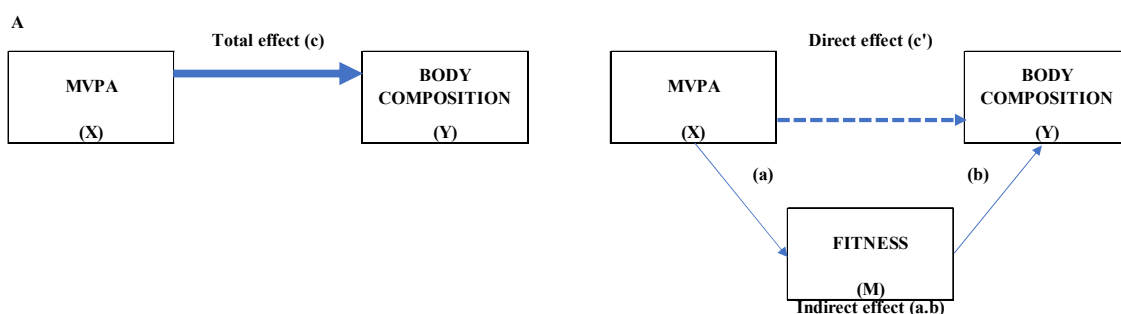 A
Total effect (c)
MVPA
(X)
BODY
COMPOSITION
(Y)
Direct effect (c')
MVPA
(X)
BODY
COMPOSITION
(Y)
(a)
(b)
FITNESS
(M)
Indirect effect (a.b)